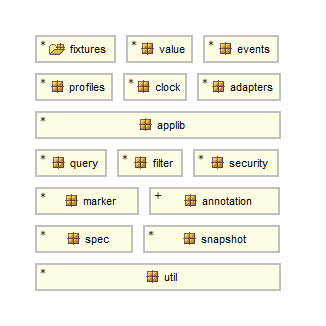 * fixtures * value * events
* profiles * clock * adapters
* applib
* query * filter * security
* marker + annotation
* spec * snapshot
* util